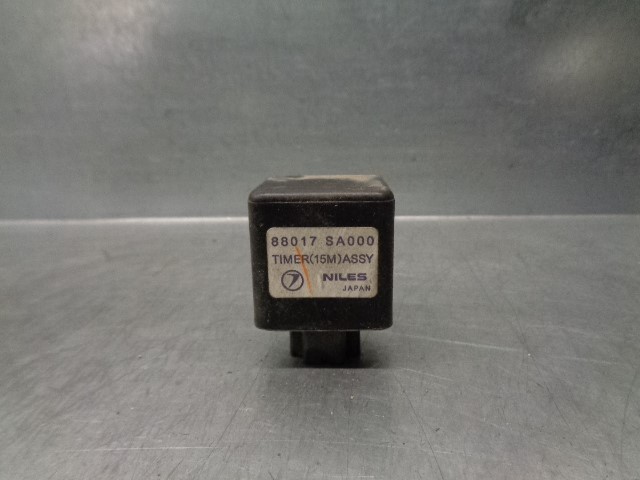 88017 SA000
TIMER(15M)ASSY
NILES
JAPAN